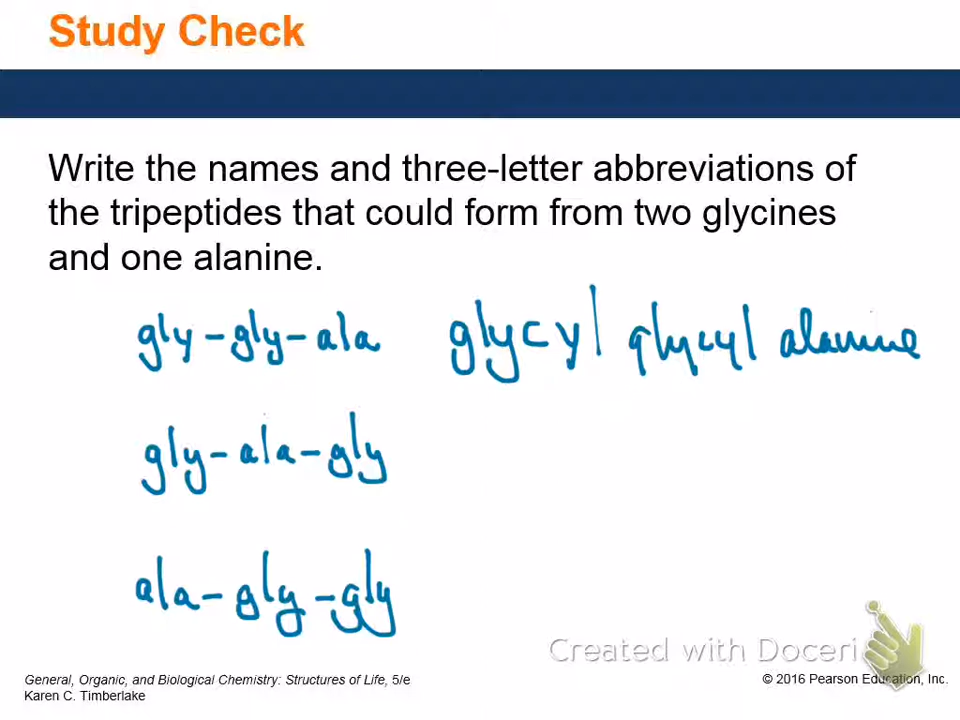 Study Check
Write the names and three-letter abbreviations of
the tripeptides that could form from two glycines
and one alanine.
gly-gly-ala glycyl glycyl alanine
gly-ala-gly
ala-gly-gly
Created with Doceri
General, Organic, and Biological Chemistry: Structures of Life, 5/e
Karen C. Timberlake
© 2016 Pearson Education, Inc.